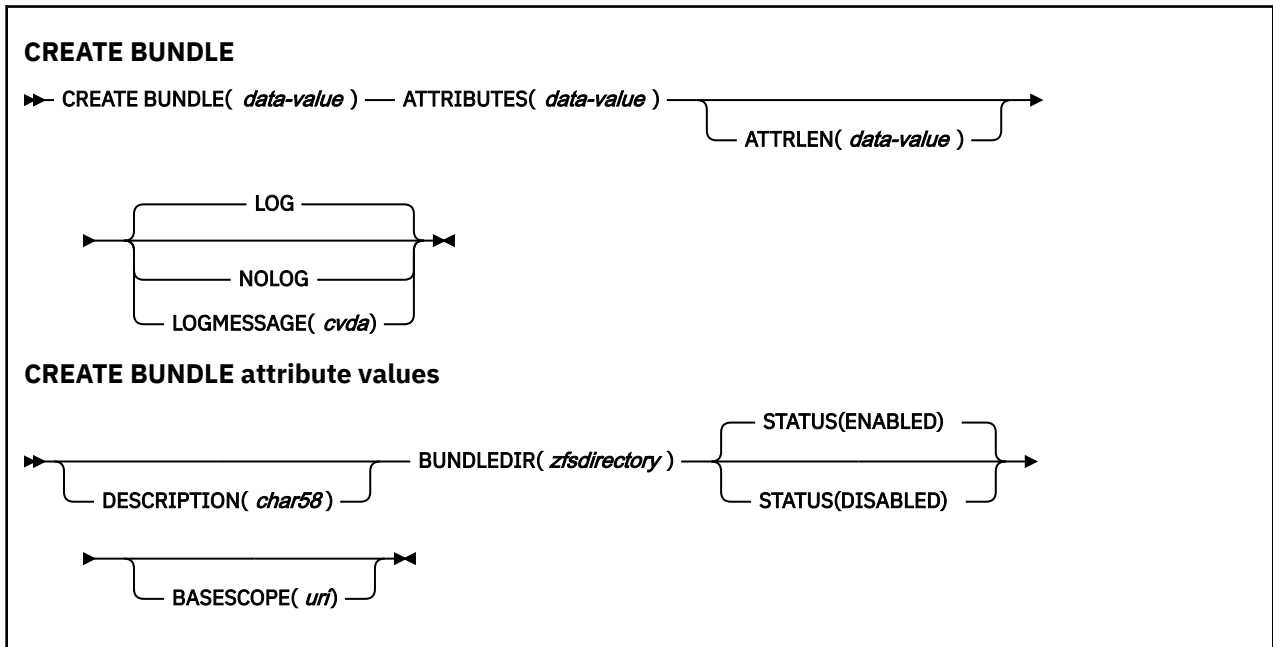 CREATE BUNDLE
CREATE BUNDLE( data-value ) ATTRIBUTES( data-value )
ATTRLEN( data-value )
LOG
NOLOG
LOGMESSAGE( cvda)
CREATE BUNDLE attribute values
STATUS(ENABLED)
BUNDLEDIR( zfsdirectory )
DESCRIPTION( char58 )
STATUS(DISABLED)
BASESCOPE( uri)